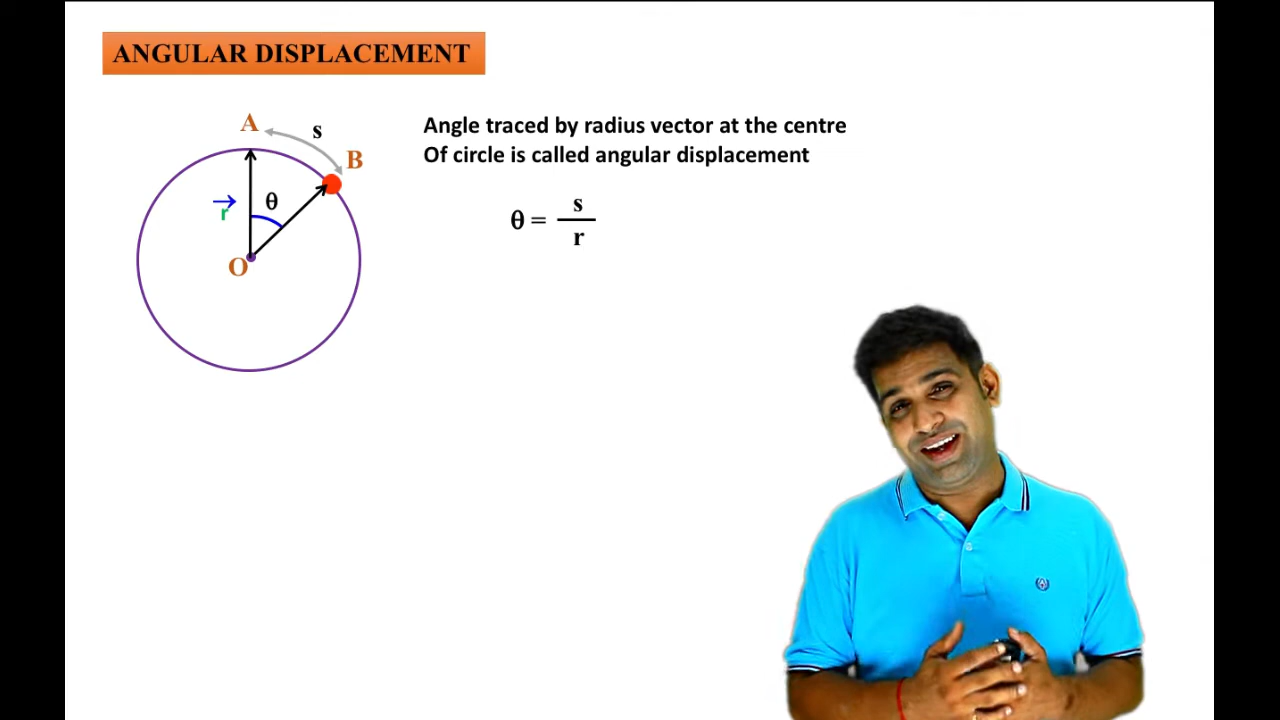 ANGULAR DISPLACEMENT
A
s
B
r
θ
O
Angle traced by radius vector at the centre
Of circle is called angular displacement
θ = s
r